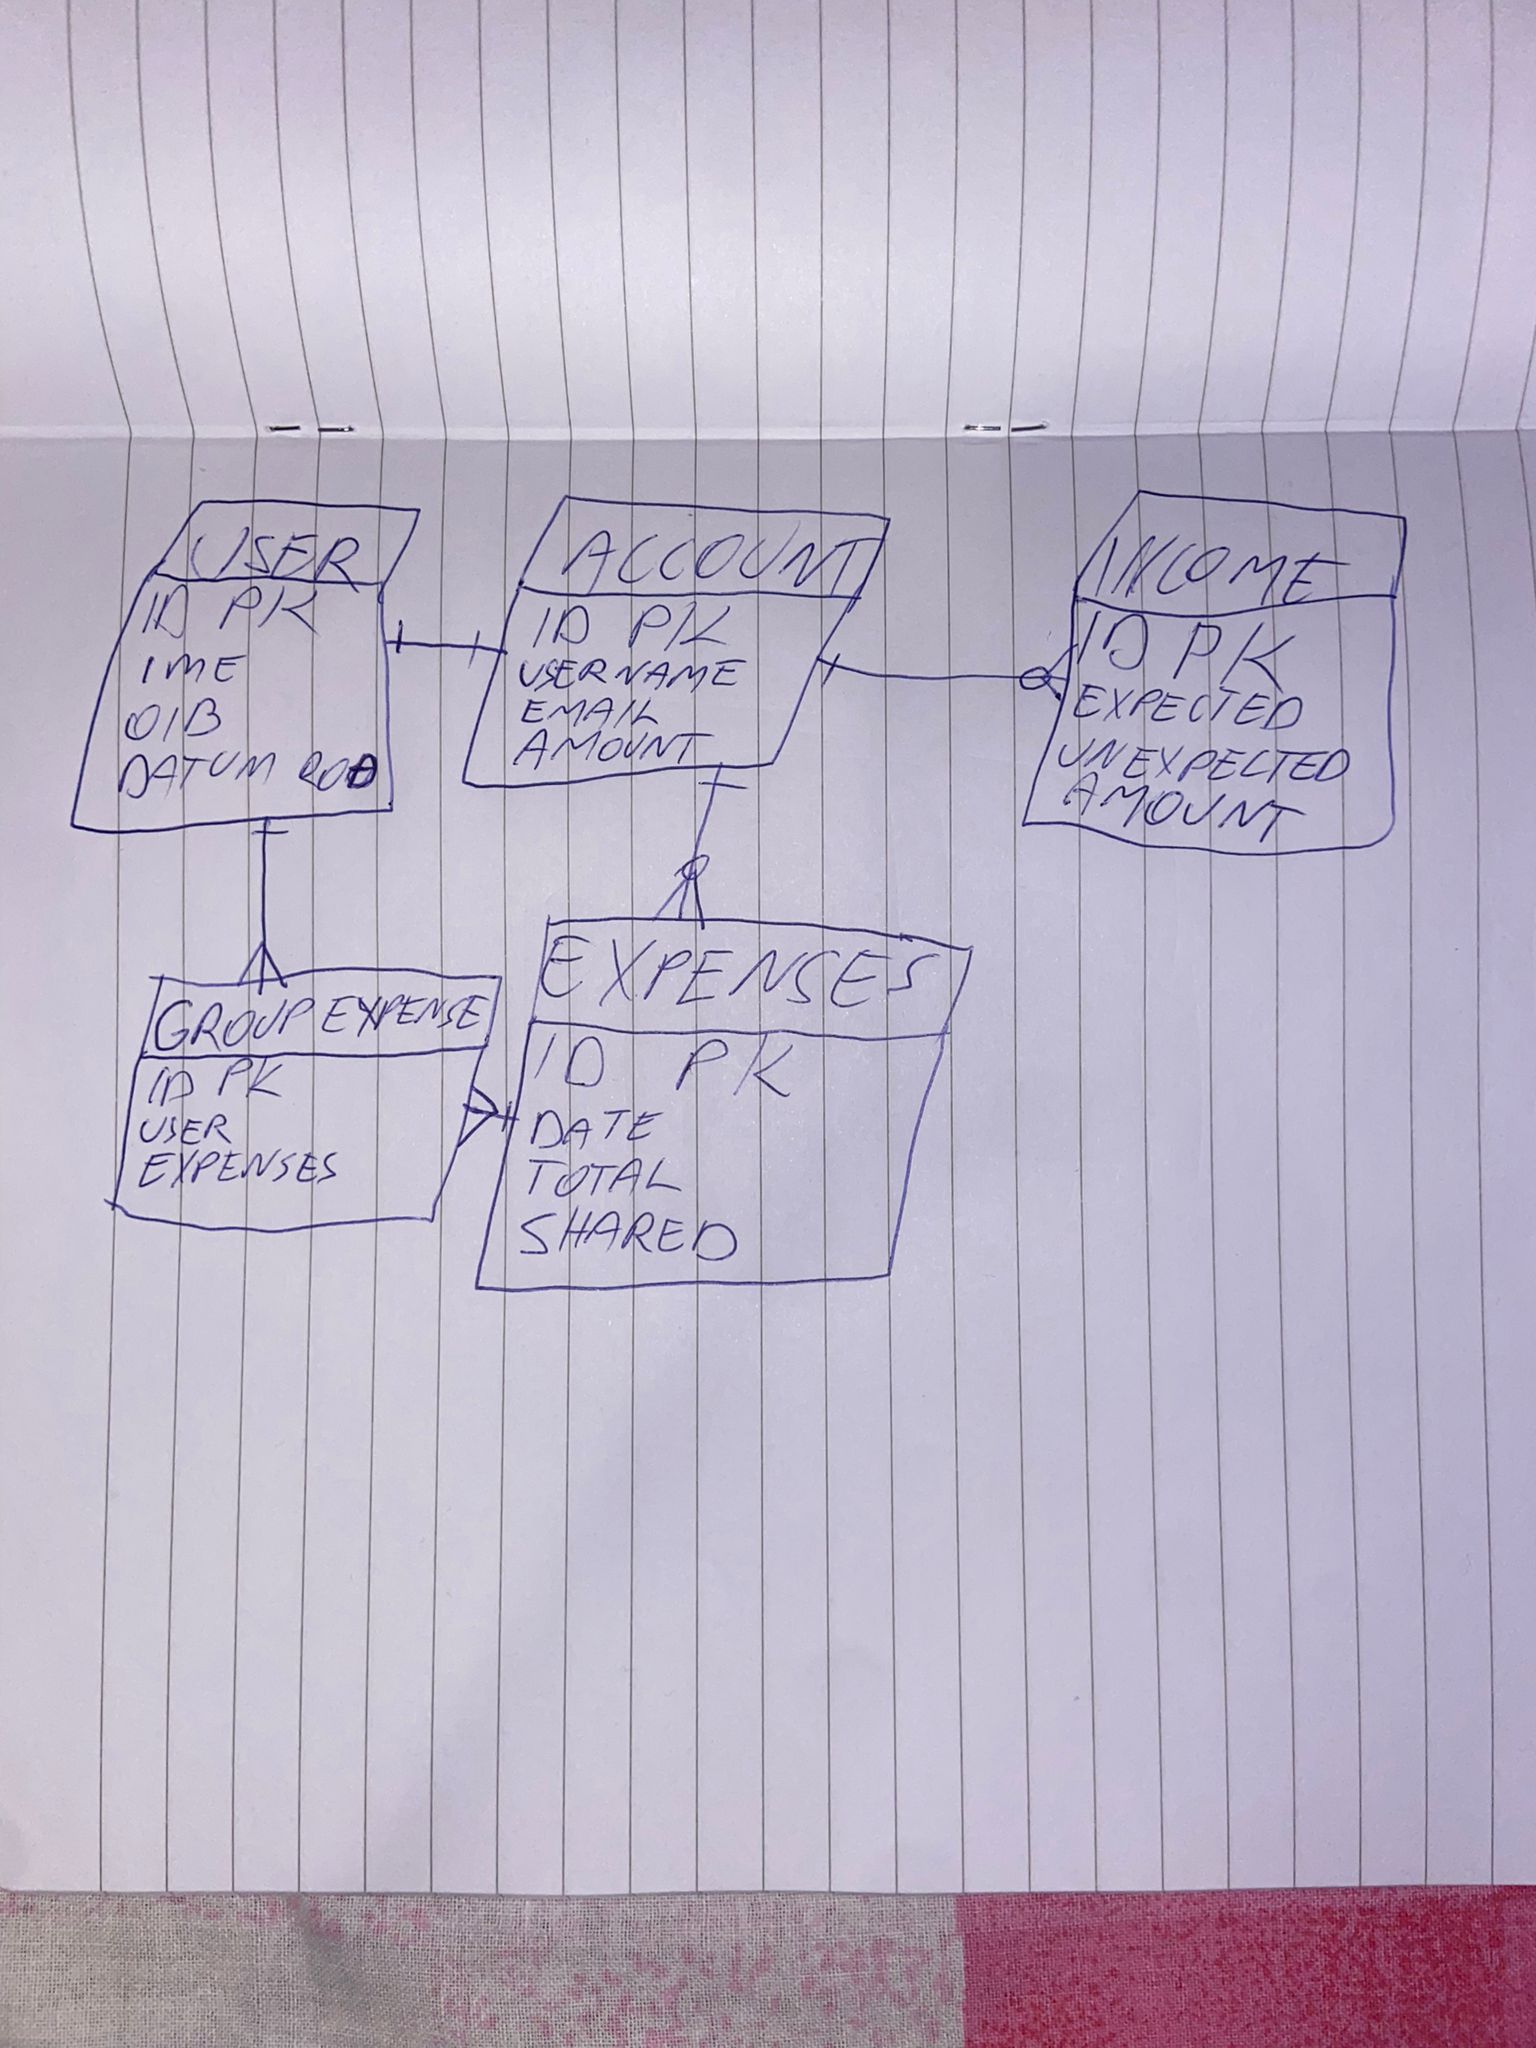 USER
ID PK
IME
OIB
DATUM ROĐ
ACCOUNT
ID PK
USERNAME
EMAIL
AMOUNT
INCOME
ID PK
EXPECTED
UNEXPECTED
AMOUNT
GROUP EXPENSE
ID PK
USER
EXPENSES
EXPENSES
ID PK
DATE
TOTAL
SHARED